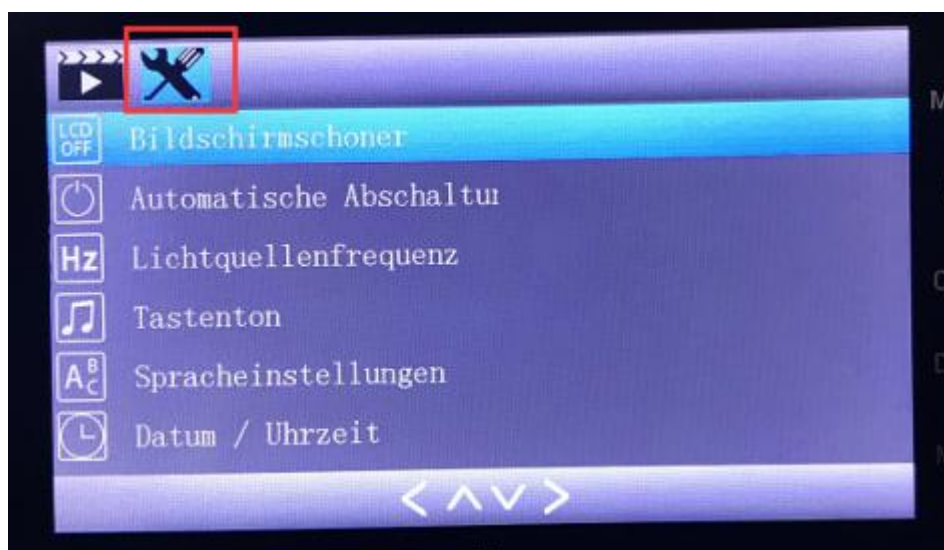 LCD OFF
Bildschirmschoner
Automatische Abschaltu
Hz
Lichtquellenfrequenz
Tastenton
A B C
Spracheinstellungen
Datum / Uhrzeit
M